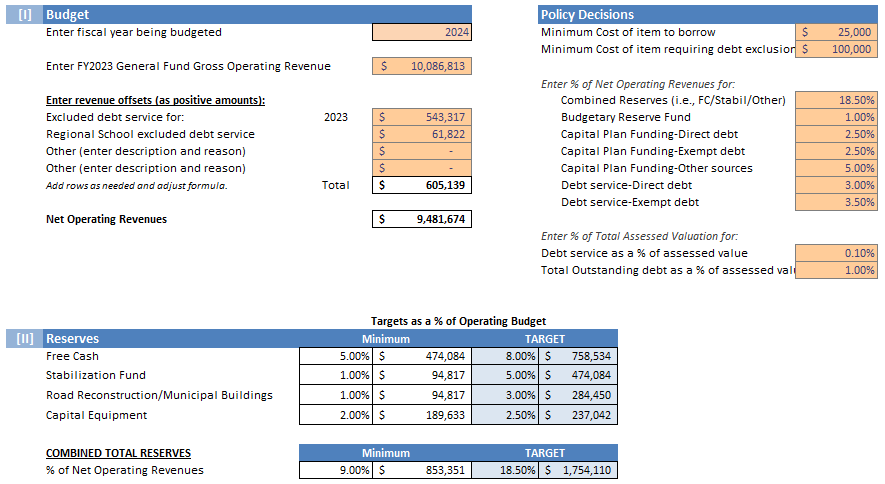 [I] Budget
Enter fiscal year being budgeted 2024
Enter FY2023 General Fund Gross Operating Revenue $ 10,086,813
Enter revenue offsets (as positive amounts):
Excluded debt service for: 2023 $ 543,317
Regional School excluded debt service $ 61,822
Other (enter description and reason) $ -
Other (enter description and reason) $ -
Add rows as needed and adjust formula. Total $ 605,139
Net Operating Revenues $ 9,481,674
Policy Decisions
Minimum Cost of item to borrow $ 25,000
Minimum Cost of item requiring debt exclusion $ 100,000
Enter % of Net Operating Revenues for:
Combined Reserves (i.e., FC/Stabil/Other) 18.50%
Budgetary Reserve Fund 1.00%
Capital Plan Funding-Direct debt 2.50%
Capital Plan Funding-Exempt debt 2.50%
Capital Plan Funding-Other sources 5.00%
Debt service-Direct debt 3.00%
Debt service-Exempt debt 3.50%
Enter % of Total Assessed Valuation for:
Debt service as a % of assessed value 0.10%
Total Outstanding debt as a % of assessed val 1.00%
Targets as a % of Operating Budget
[II] Reserves Minimum TARGET
Free Cash 5.00% $ 474,084 8.00% $ 758,534
Stabilization Fund 1.00% $ 94,817 5.00% $ 474,084
Road Reconstruction/Municipal Buildings 1.00% $ 94,817 3.00% $ 284,450
Capital Equipment 2.00% $ 189,633 2.50% $ 237,042
COMBINED TOTAL RESERVES Minimum TARGET
% of Net Operating Revenues 9.00% $ 853,351 18.50% $ 1,754,110